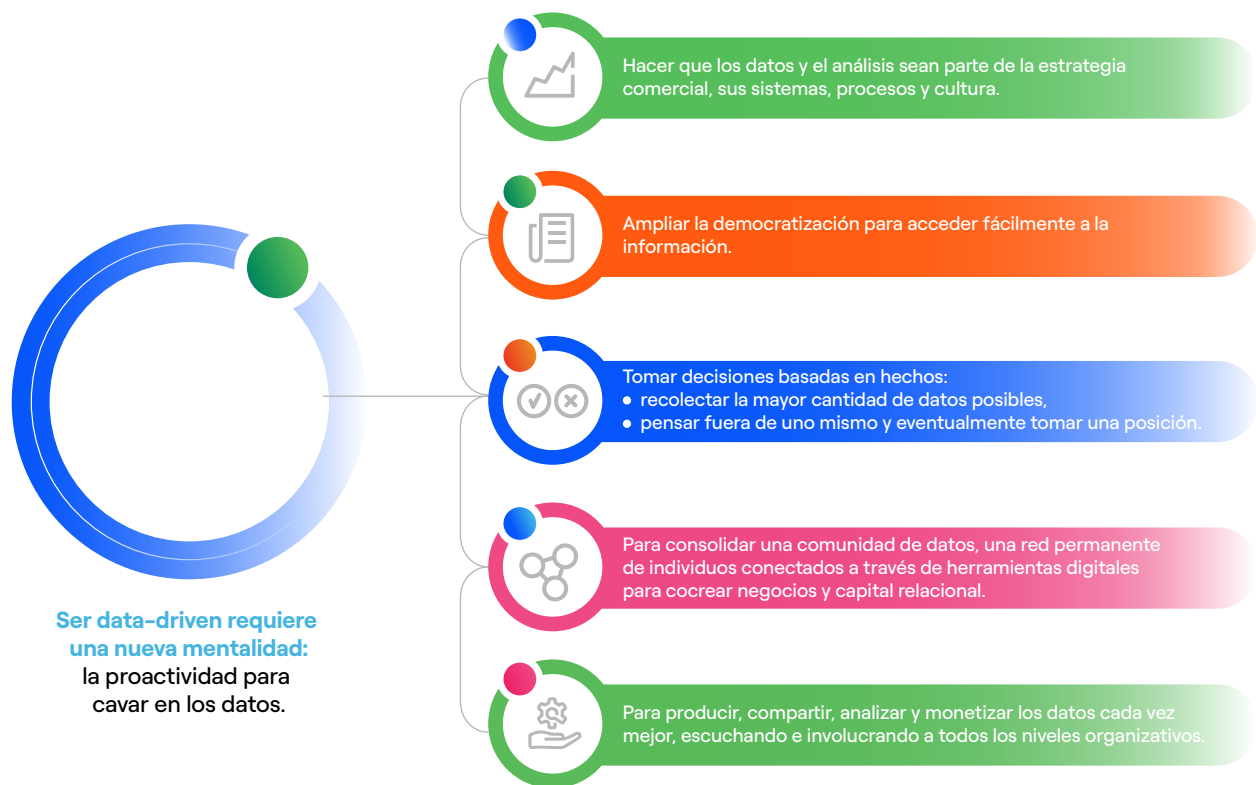 Hacer que los datos y el análisis sean parte de la estrategia
comercial, sus sistemas, procesos y cultura.
Ampliar la democratización para acceder fácilmente a la
información.
Tomar decisiones basadas en hechos:
• recolectar la mayor cantidad de datos posibles,
• pensar fuera de uno mismo y eventualmente tomar una posición.
Para consolidar una comunidad de datos, una red permanente
de individuos conectados a través de herramientas digitales
para cocrear negocios y capital relacional.
Para producir, compartir, analizar y monetizar los datos cada vez
mejor, escuchando e involucrando a todos los niveles organizativos.
Ser data-driven requiere
una nueva mentalidad:
la proactividad para
cavar en los datos.